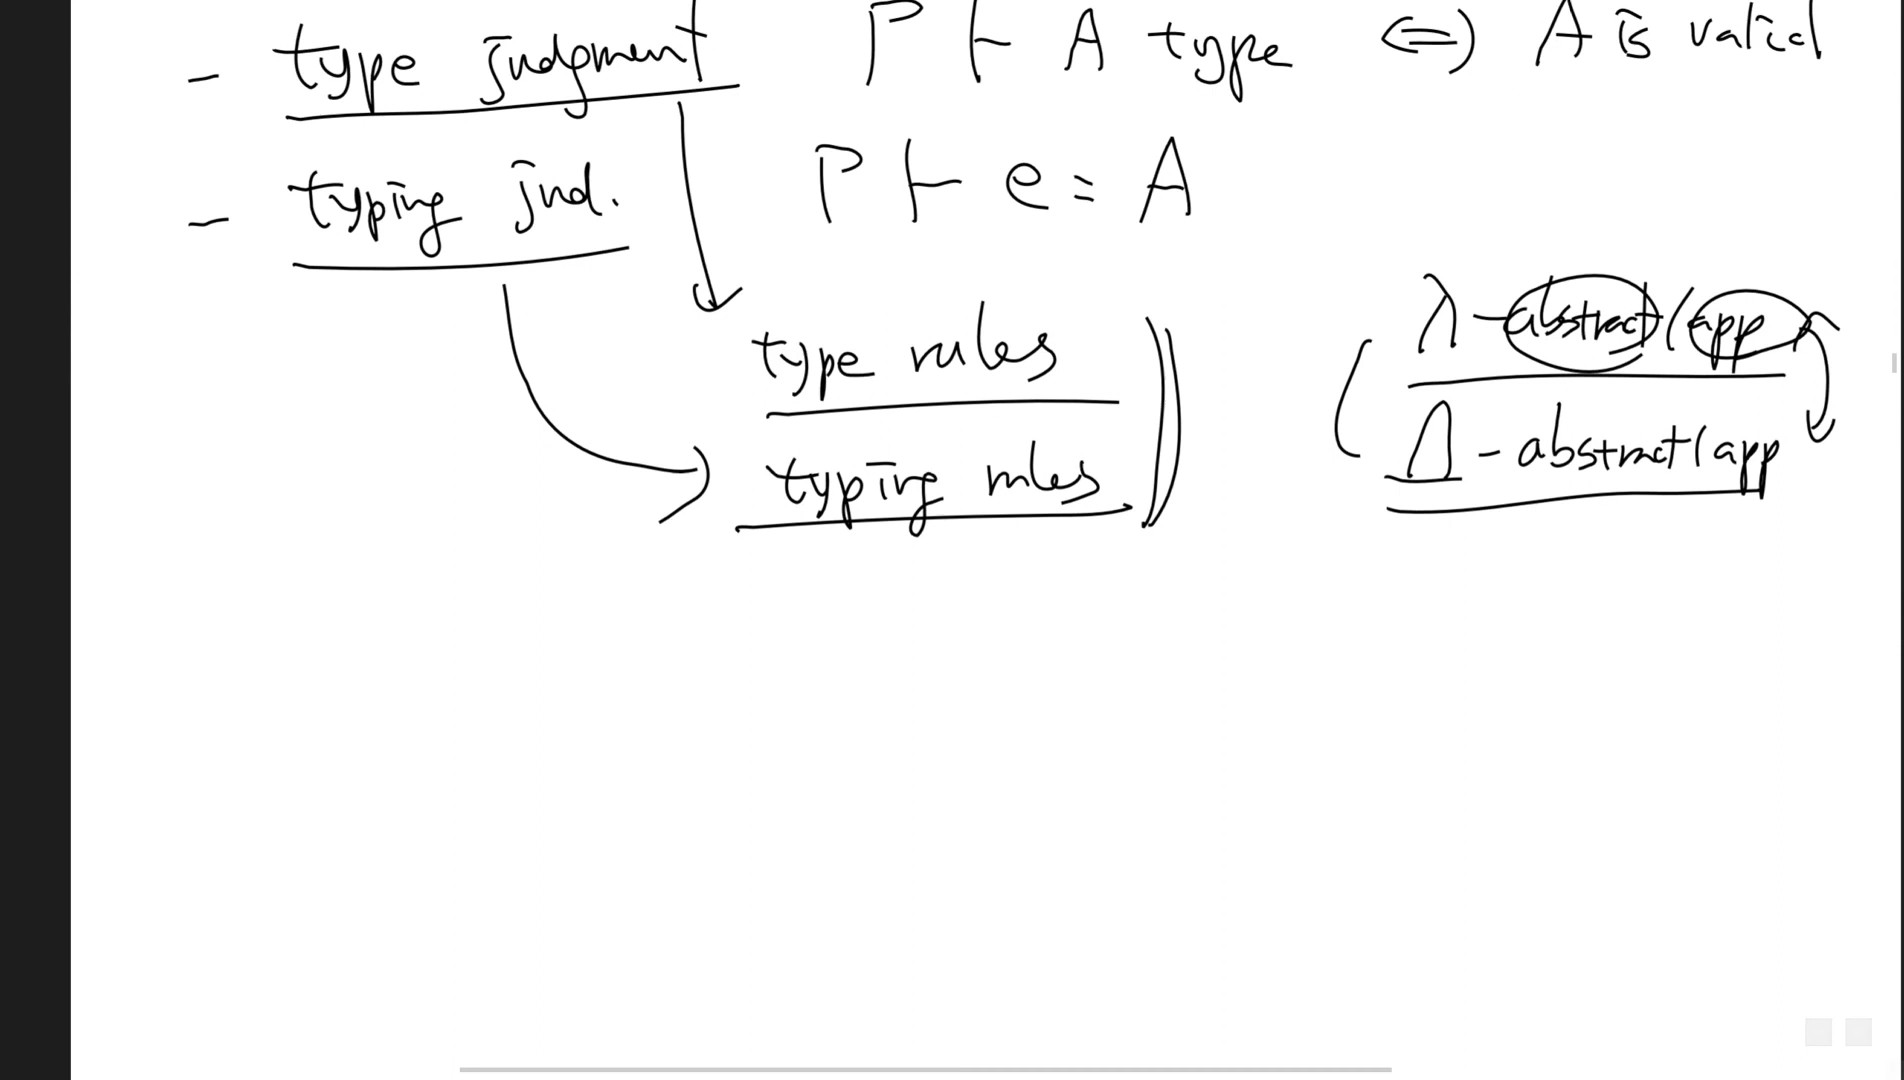 - type judgment Γ ⊢ A type ⟺ A is valid
- typing jud. Γ ⊢ e : A
type rules
typing rules
λ-abstract/app
Λ-abstract/app